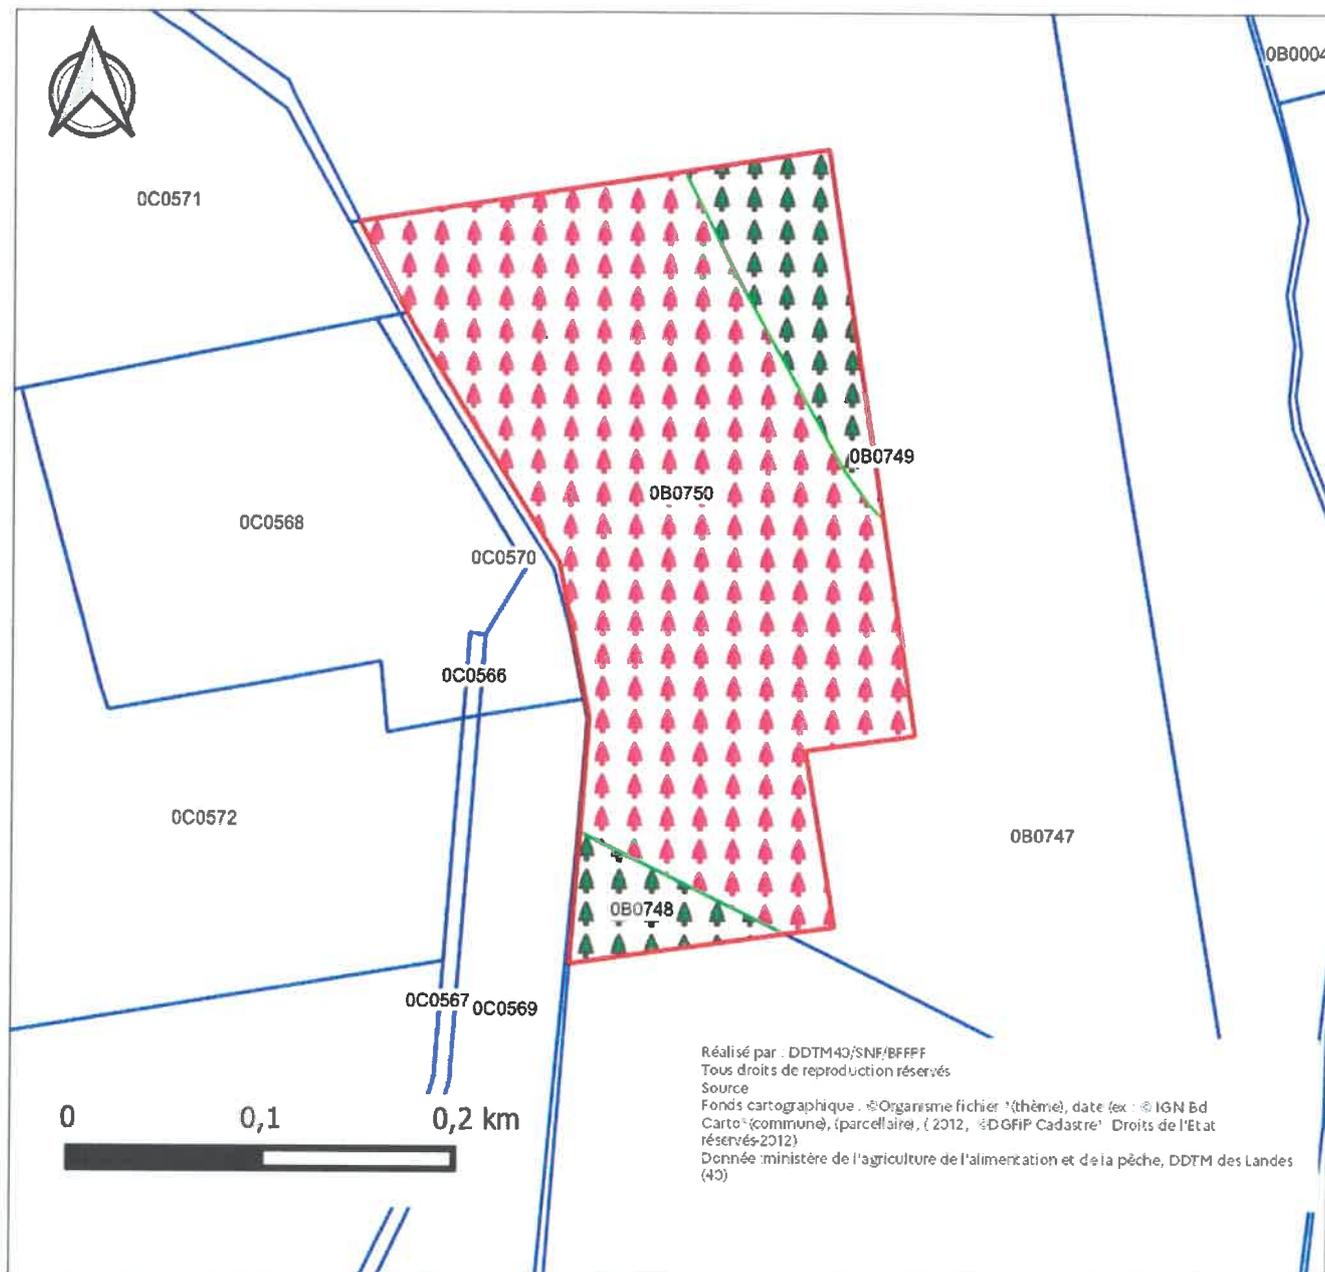 0B0004
0C0571
0B0749
0B0750
0C0568
0C0570
0C0566
0C0572
0B0747
0B0748
0C0567
0C0569
Réalisé par : DDTM40/SNF/BFFPF
Tous droits de reproduction réservés
Source
Fonds cartographique : ©Organisme fichier (thème), date (ex : © IGN Bd
Carto (commune), (parcellaire), ( 2012, ©DGFiP Cadastre Droits de l'Etat
réservés-2012)
Donnée :ministère de l'agriculture de l'alimentation et de la pêche, DDTM des Landes
(40)
0 0,1 0,2 km